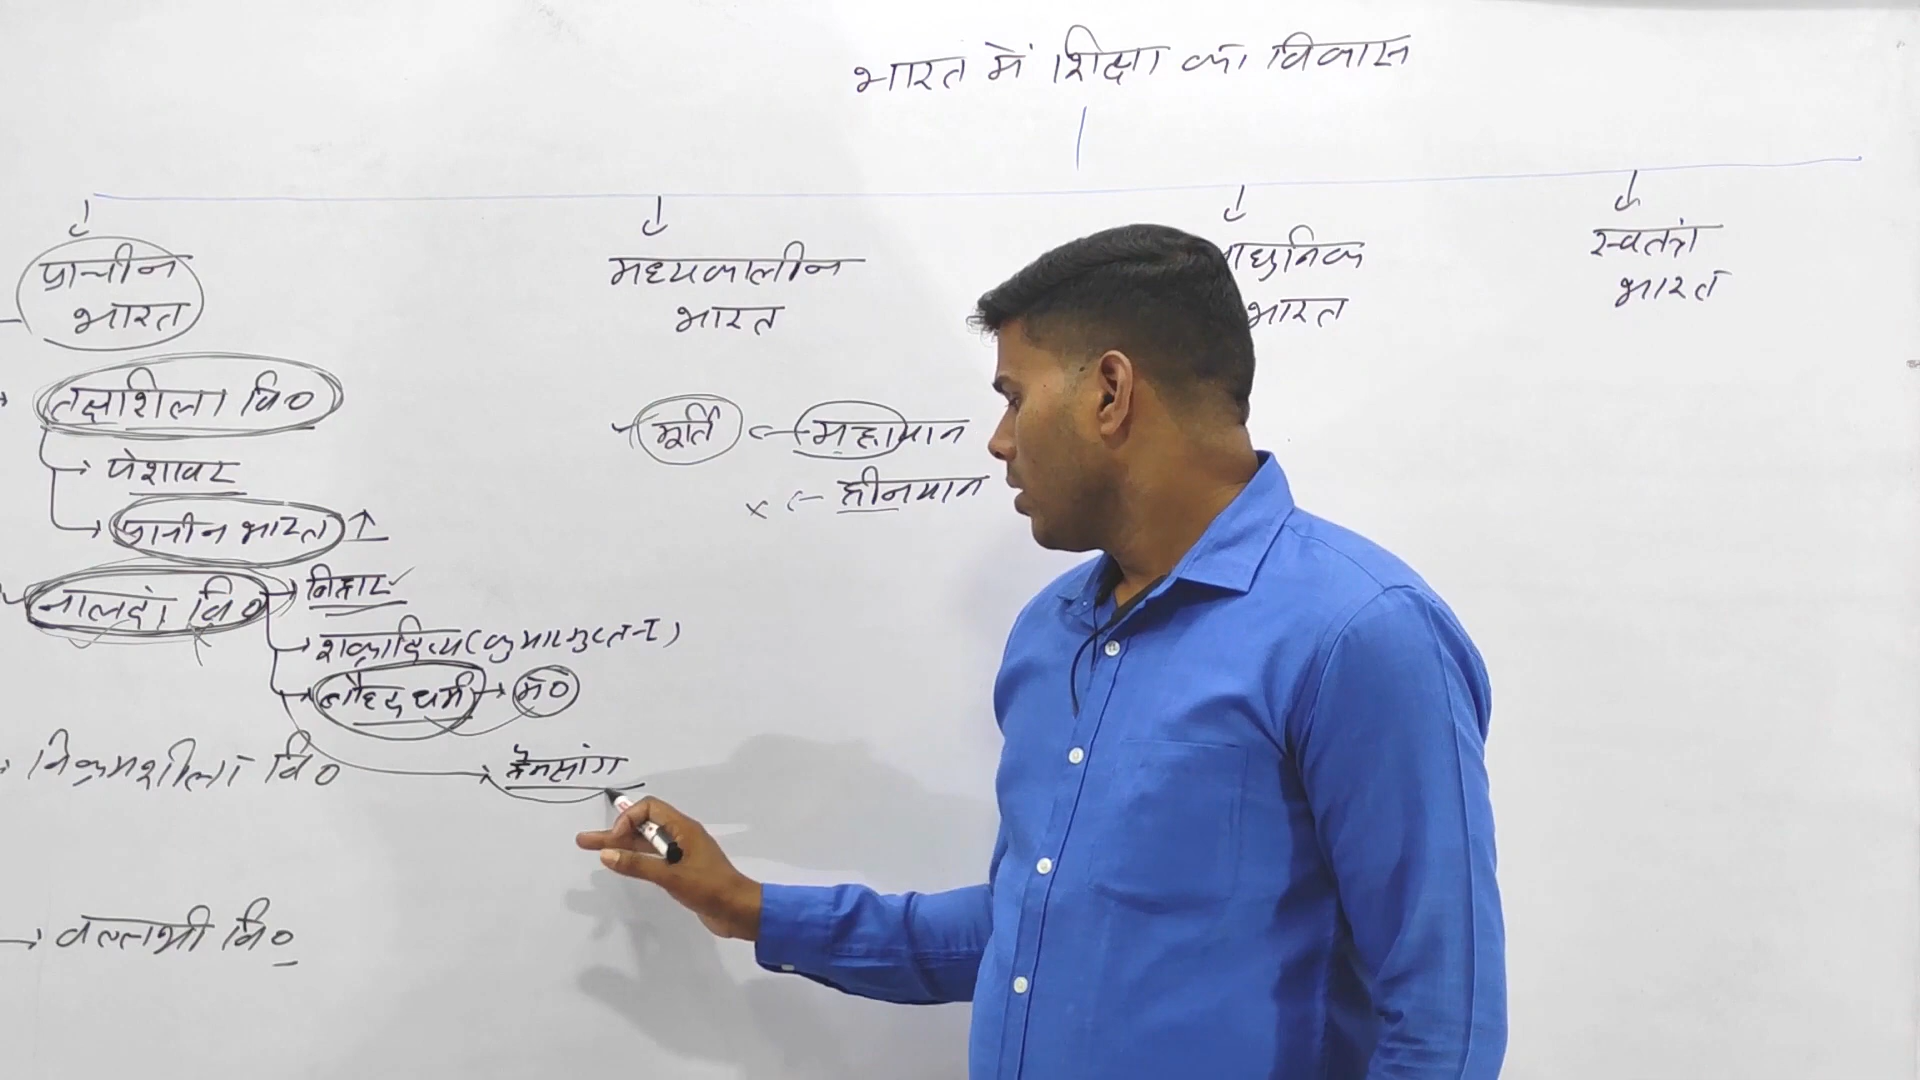 भारत में शिक्षा का विकास
प्राचीन
भारत
मध्यकालीन
भारत
ाधुनिक
भारत
स्वतंत्र
भारत
तक्षशिला वि०
पेशावर
प्राचीन भारत
नालदां वि०
बिहार
शक्रादित्य (कुमारगुप्त-I)
बौद्ध धर्म → म०
ह्वेनसांग
विक्रमशीला वि०
वल्लभी वि०
मूर्ति ← महायान
x ← हीनयान